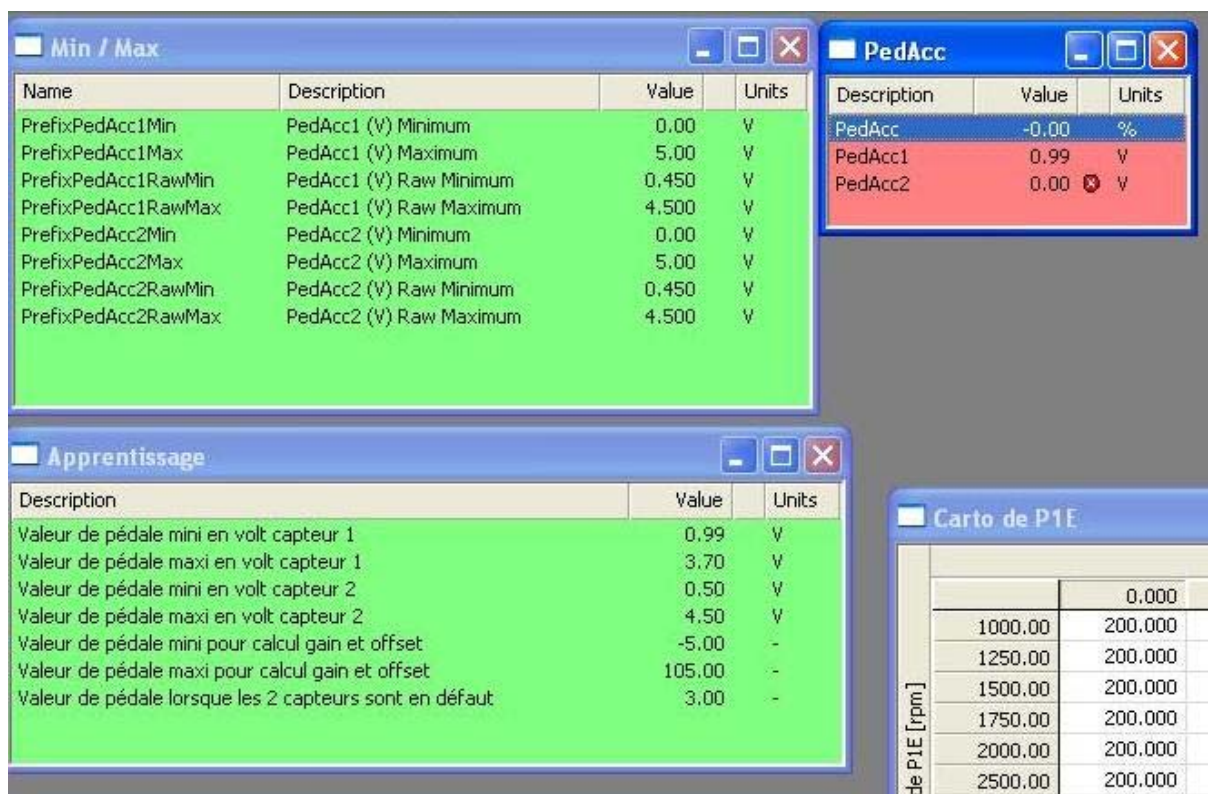 Min / Max
Name Description Value Units
PrefixPedAcc1Min PedAcc1 (V) Minimum 0.00 V
PrefixPedAcc1Max PedAcc1 (V) Maximum 5.00 V
PrefixPedAcc1RawMin PedAcc1 (V) Raw Minimum 0.450 V
PrefixPedAcc1RawMax PedAcc1 (V) Raw Maximum 4.500 V
PrefixPedAcc2Min PedAcc2 (V) Minimum 0.00 V
PrefixPedAcc2Max PedAcc2 (V) Maximum 5.00 V
PrefixPedAcc2RawMin PedAcc2 (V) Raw Minimum 0.450 V
PrefixPedAcc2RawMax PedAcc2 (V) Raw Maximum 4.500 V
PedAcc
Description Value Units
PedAcc -0.00 %
PedAcc1 0.99 V
PedAcc2 0.00 V
Apprentissage
Description Value Units
Valeur de pédale mini en volt capteur 1 0.99 V
Valeur de pédale maxi en volt capteur 1 3.70 V
Valeur de pédale mini en volt capteur 2 0.50 V
Valeur de pédale maxi en volt capteur 2 4.50 V
Valeur de pédale mini pour calcul gain et offset -5.00 -
Valeur de pédale maxi pour calcul gain et offset 105.00 -
Valeur de pédale lorsque les 2 capteurs sont en défaut 3.00 -
Carto de P1E
0.000
1000.00 200.000
1250.00 200.000
1500.00 200.000
1750.00 200.000
2000.00 200.000
2500.00 200.000
de P1E [rpm]